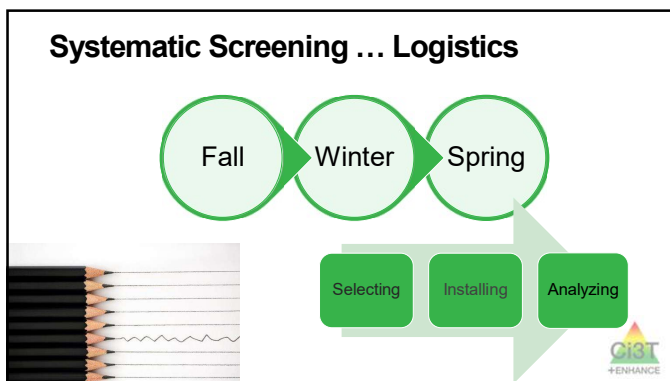 Systematic Screening … Logistics
Fall
Winter
Spring
Selecting
Installing
Analyzing
Ci3T
+ENHANCE